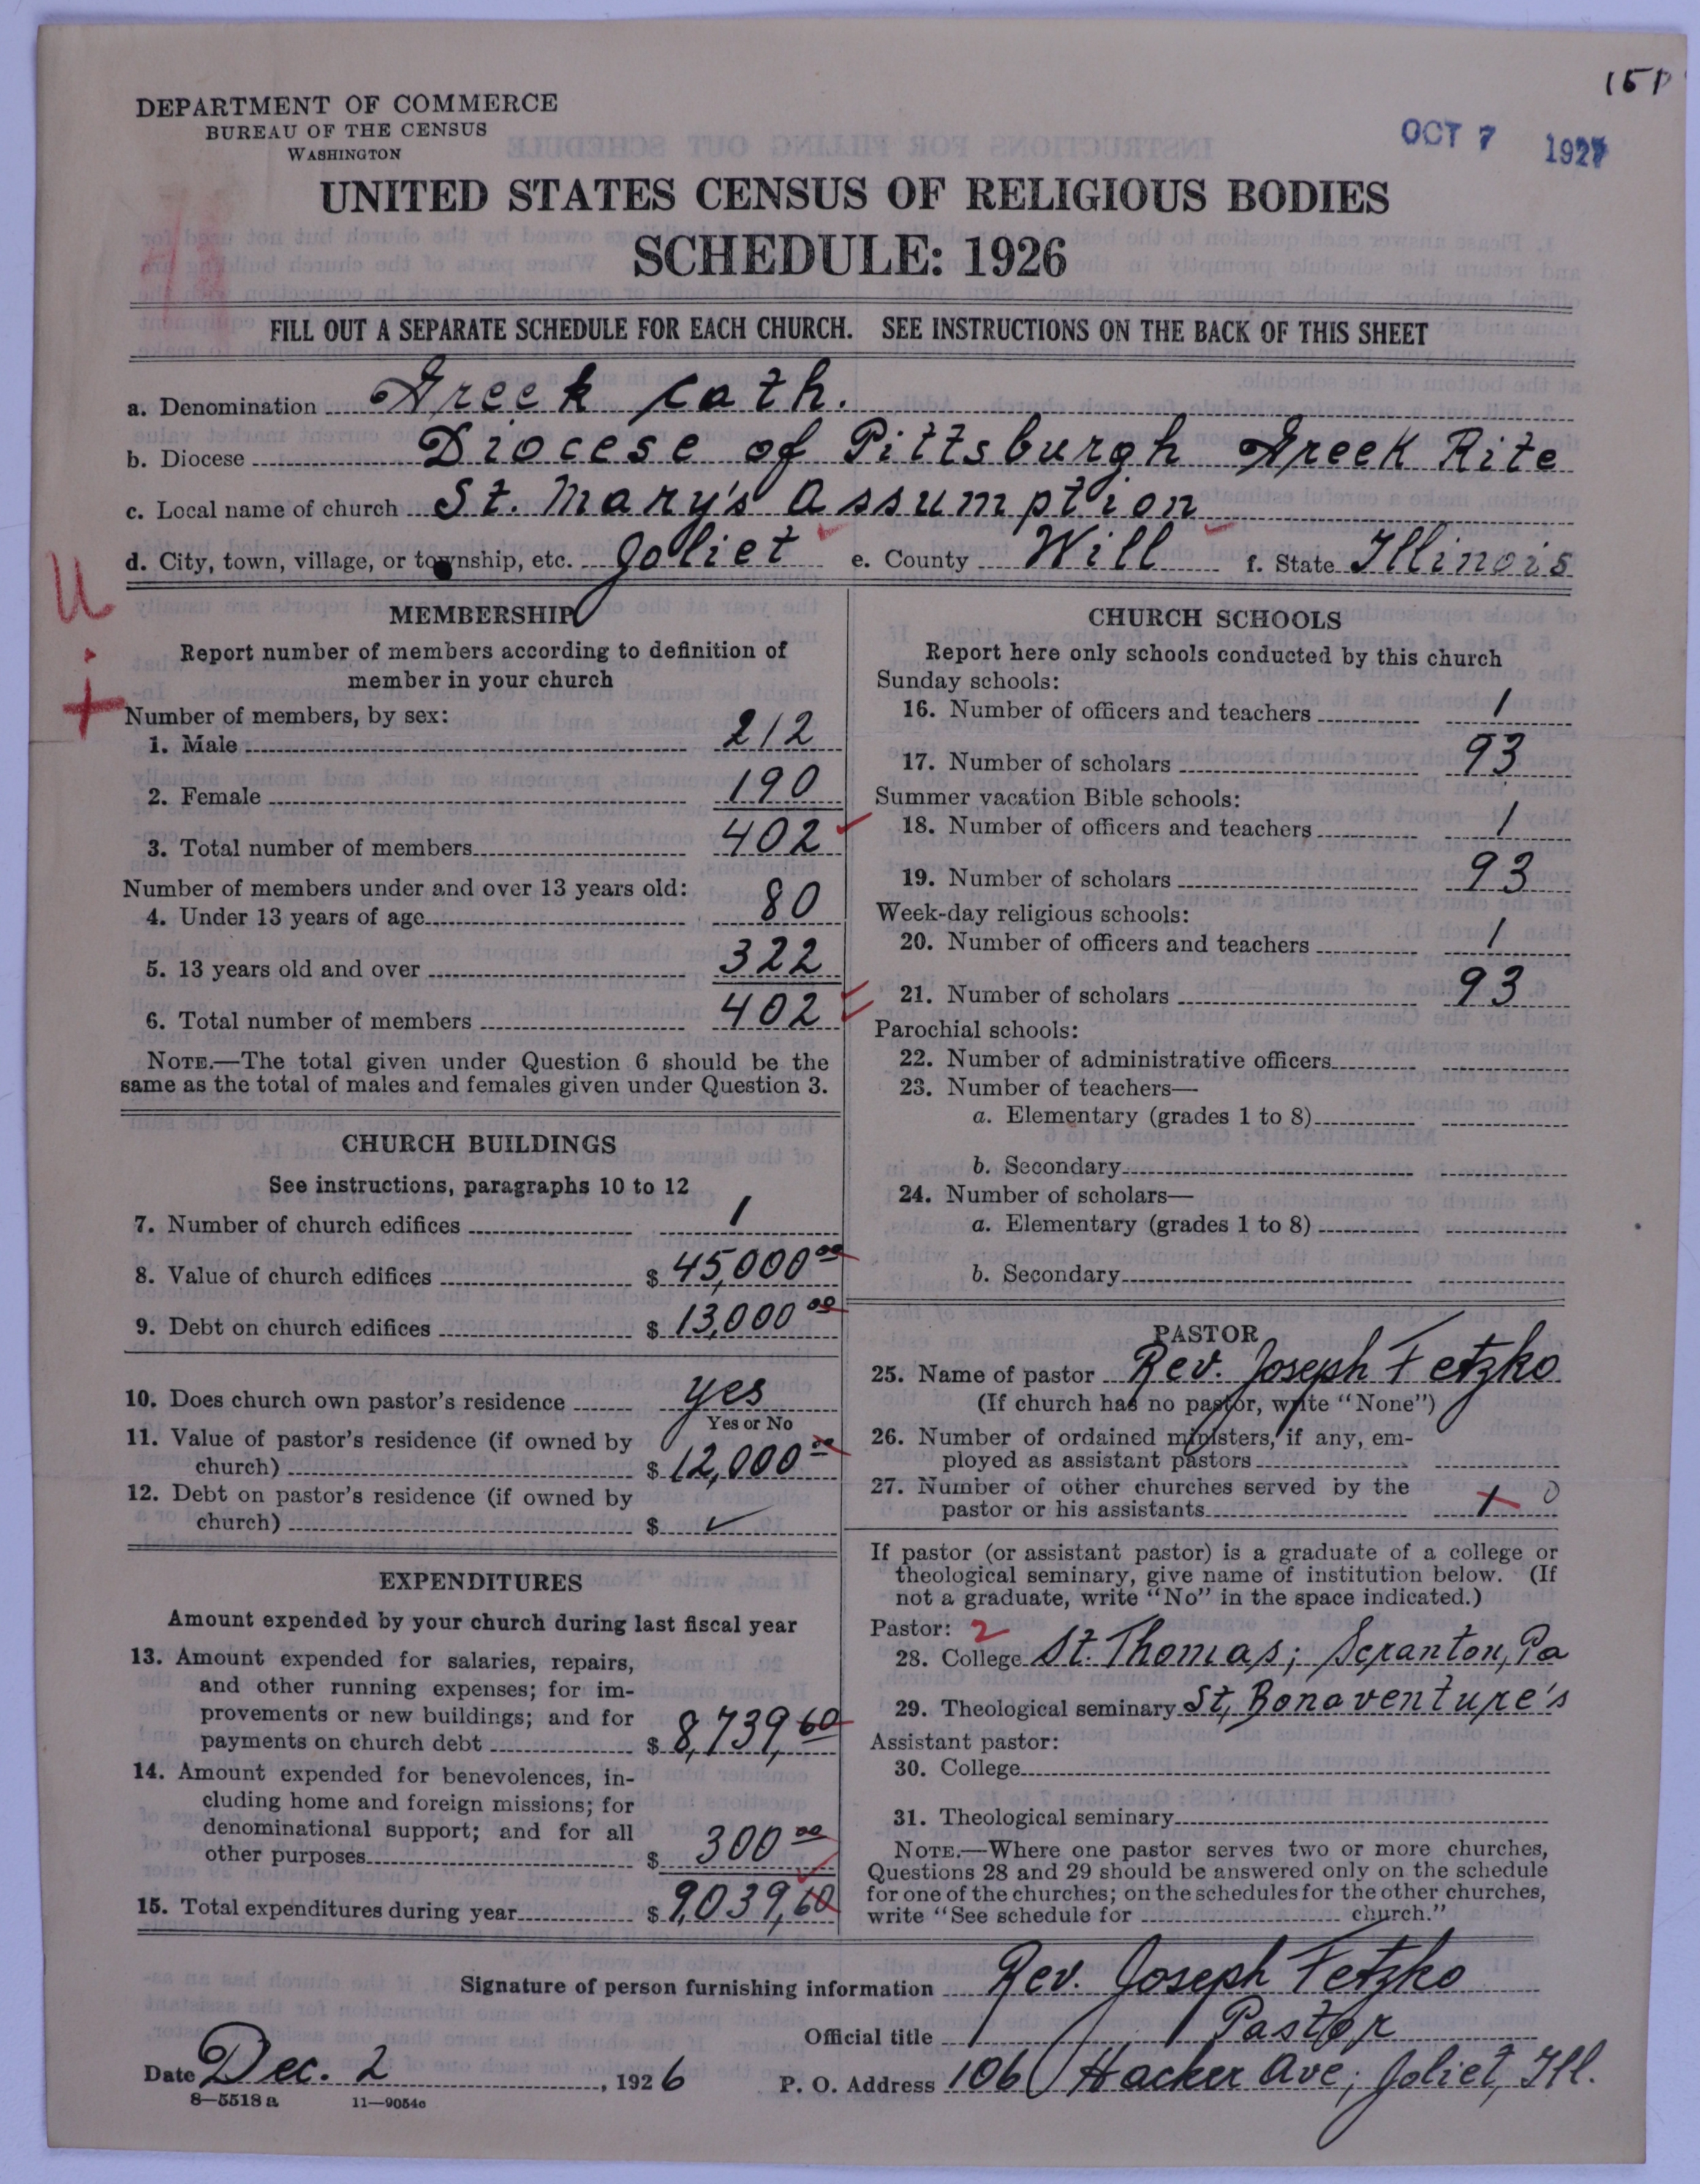 151
OCT 7 1927
DEPARTMENT OF COMMERCE
BUREAU OF THE CENSUS
WASHINGTON
UNITED STATES CENSUS OF RELIGIOUS BODIES
SCHEDULE: 1926
FILL OUT A SEPARATE SCHEDULE FOR EACH CHURCH. SEE INSTRUCTIONS ON THE BACK OF THIS SHEET
a. Denomination Greek Cath.
b. Diocese Diocese of Pittsburgh Greek Rite
c. Local name of church St. Mary's Assumption
d. City, town, village, or township, etc. Joliet e. County Will f. State Illinois
U
+
MEMBERSHIP
Report number of members according to definition of
member in your church
Number of members, by sex:
1. Male 212
2. Female 190
3. Total number of members 402
Number of members under and over 13 years old:
4. Under 13 years of age 80
5. 13 years old and over 322
6. Total number of members 402
NOTE.—The total given under Question 6 should be the
same as the total of males and females given under Question 3.
CHURCH BUILDINGS
See instructions, paragraphs 10 to 12
7. Number of church edifices 1
8. Value of church edifices $ 45,000 00
9. Debt on church edifices $ 13,000 00
10. Does church own pastor's residence yes
Yes or No
11. Value of pastor's residence (if owned by
church) $ 12,000 00
12. Debt on pastor's residence (if owned by
church) $ ✓
EXPENDITURES
Amount expended by your church during last fiscal year
13. Amount expended for salaries, repairs,
and other running expenses; for im-
provements or new buildings; and for
payments on church debt $ 8,739,60
14. Amount expended for benevolences, in-
cluding home and foreign missions; for
denominational support; and for all
other purposes $ 300 00
15. Total expenditures during year $ 9,039,60
CHURCH SCHOOLS
Report here only schools conducted by this church
Sunday schools:
16. Number of officers and teachers 1
17. Number of scholars 93
Summer vacation Bible schools:
18. Number of officers and teachers 1
19. Number of scholars 93
Week-day religious schools:
20. Number of officers and teachers 1
21. Number of scholars 93
Parochial schools:
22. Number of administrative officers
23. Number of teachers—
a. Elementary (grades 1 to 8)
b. Secondary
24. Number of scholars—
a. Elementary (grades 1 to 8)
b. Secondary
PASTOR
25. Name of pastor Rev. Joseph Fetzko
(If church has no pastor, write "None")
26. Number of ordained ministers, if any, em-
ployed as assistant pastors
27. Number of other churches served by the
pastor or his assistants 1 0
If pastor (or assistant pastor) is a graduate of a college or
theological seminary, give name of institution below. (If
not a graduate, write "No" in the space indicated.)
Pastor: 2
28. College St. Thomas; Scranton, Pa
29. Theological seminary St, Bonaventure's
Assistant pastor:
30. College
31. Theological seminary
NOTE.—Where one pastor serves two or more churches,
Questions 28 and 29 should be answered only on the schedule
for one of the churches; on the schedules for the other churches,
write "See schedule for church."
Signature of person furnishing information Rev. Joseph Fetzko
Official title Pastor
Date Dec. 2, 1926 P. O. Address 106 Hacker Ave; Joliet, Ill.
8—5518 a 11—9054c